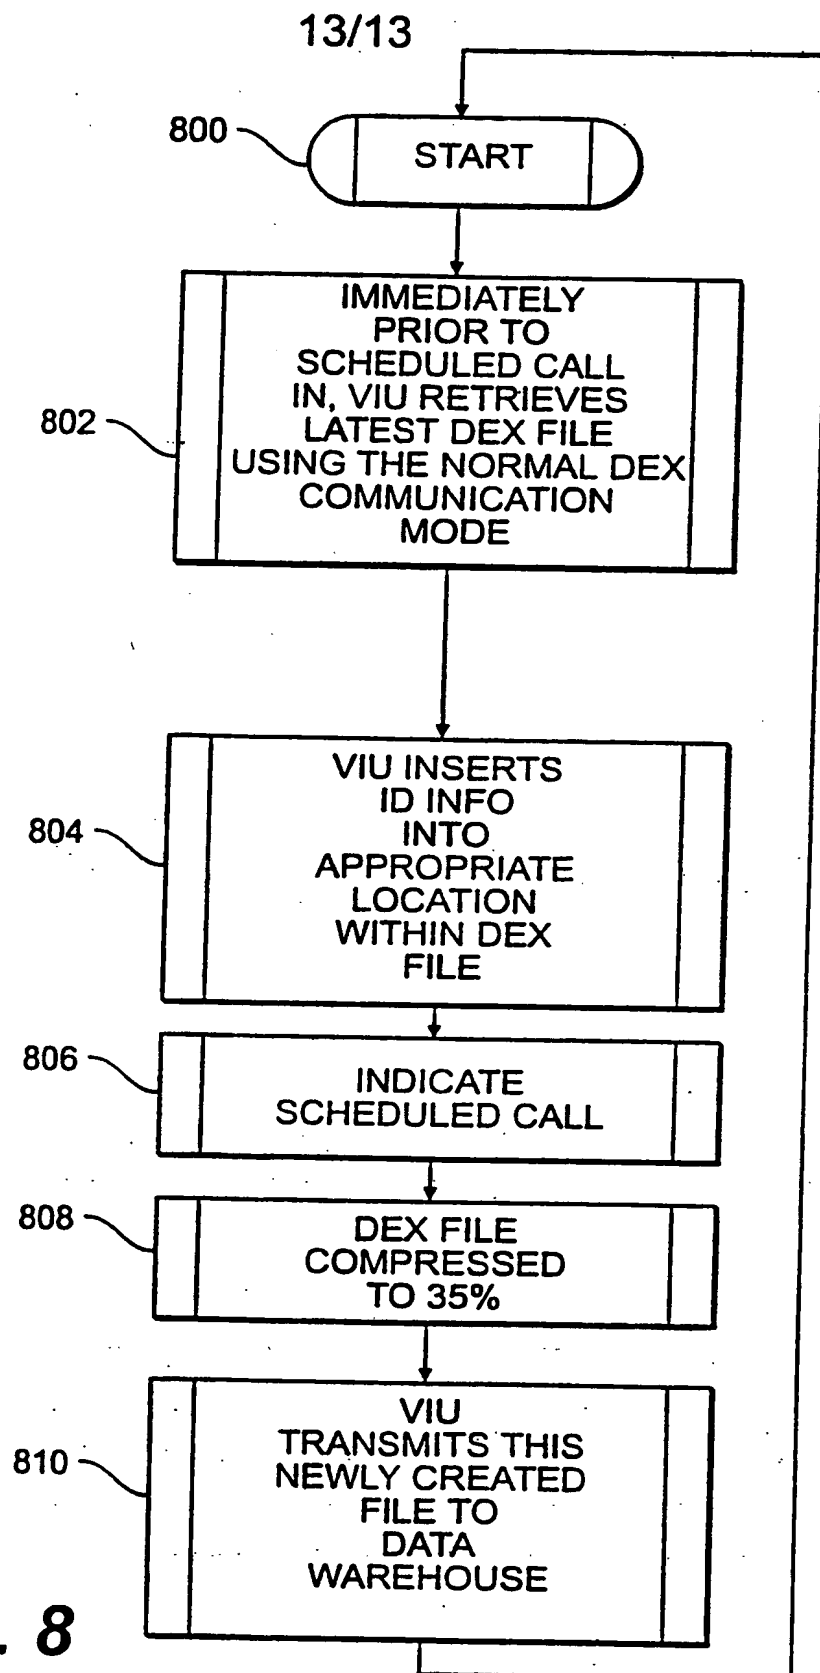 13/13
800
START
802
IMMEDIATELY
PRIOR TO
SCHEDULED CALL
IN, VIU RETRIEVES
LATEST DEX FILE
USING THE NORMAL DEX
COMMUNICATION
MODE
804
VIU INSERTS
ID INFO
INTO
APPROPRIATE
LOCATION
WITHIN DEX
FILE
806
INDICATE
SCHEDULED CALL
808
DEX FILE
COMPRESSED
TO 35%
810
VIU
TRANSMITS THIS
NEWLY CREATED
FILE TO
DATA
WAREHOUSE
. 8